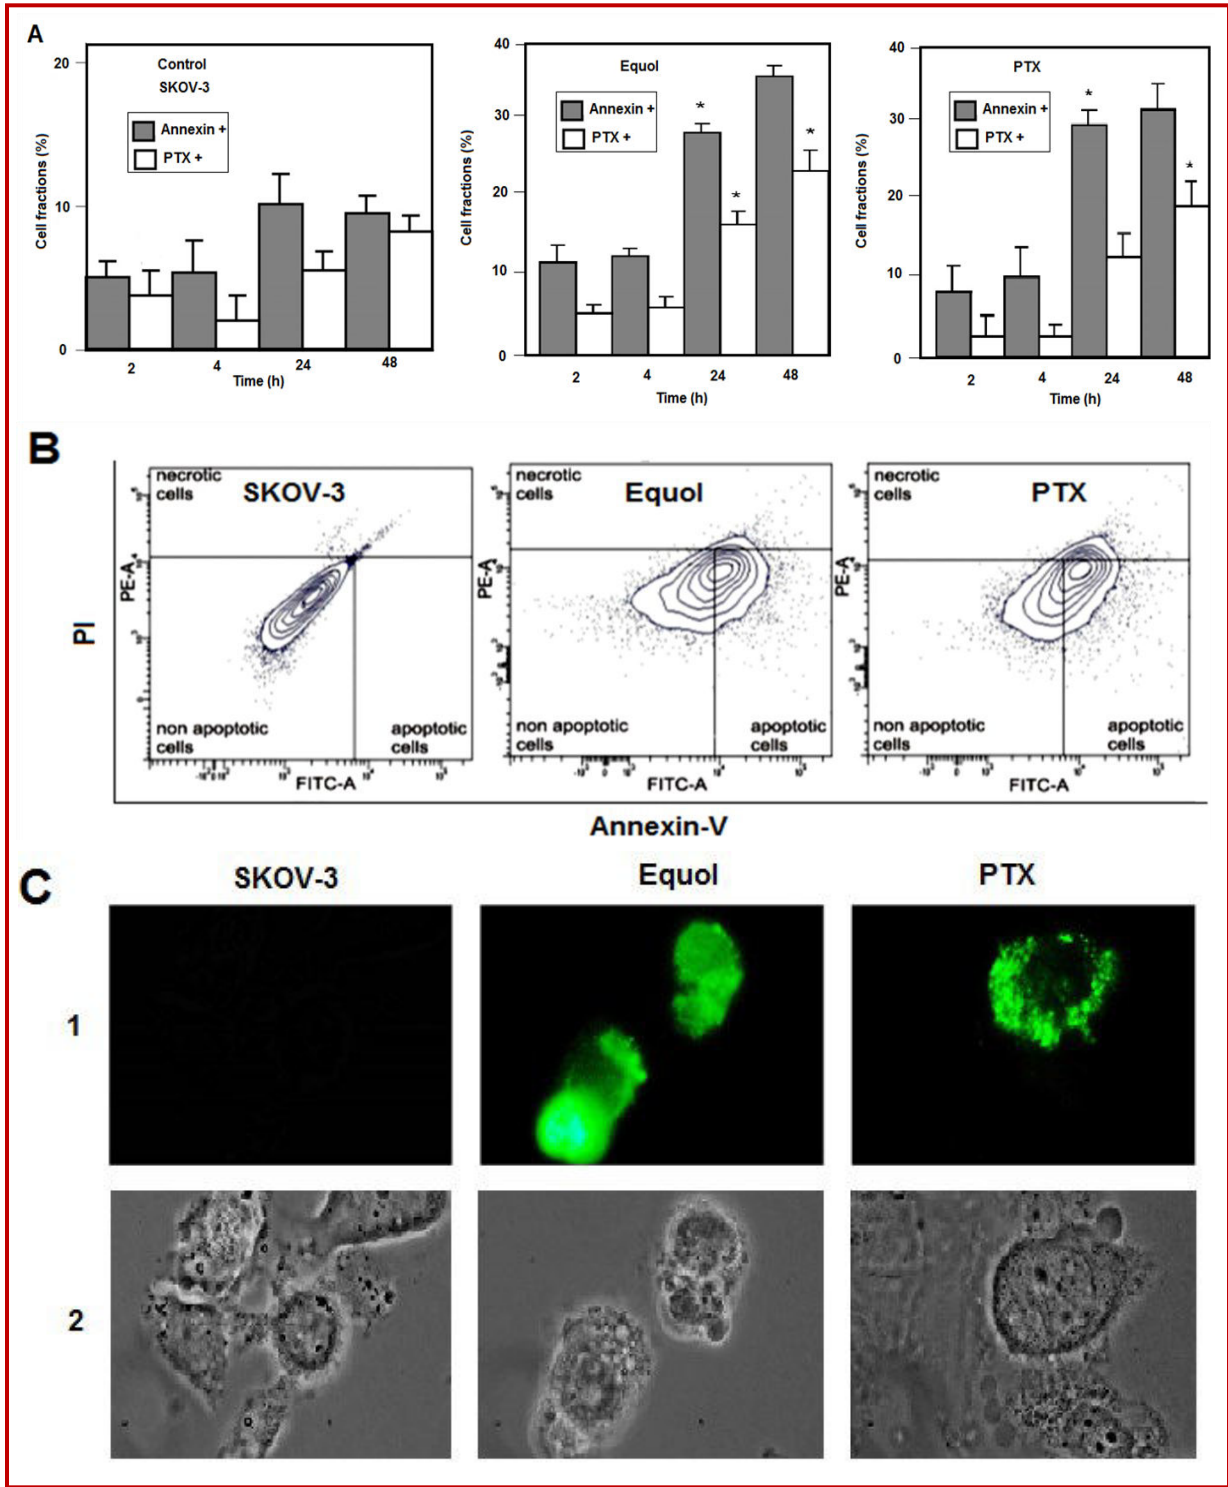 A
20
10
0
Cell fractions (%)
Control
SKOV-3
Annexin +
PTX +
2
4
24
48
Time (h)
40
30
20
10
0
Cell fractions (%)
Equol
Annexin +
PTX +
*
*
*
2
4
24
48
Time (h)
40
30
20
10
0
Cell fractions (%)
PTX
Annexin +
PTX +
*
*
2
4
24
48
Time (h)
B
PI
necrotic
cells
SKOV-3
PE-A
non apoptotic
cells
apoptotic
cells
FITC-A
necrotic
cells
Equol
PE-A
non apoptotic
cells
apoptotic
cells
FITC-A
necrotic
cells
PTX
PE-A
non apoptotic
cells
apoptotic
cells
FITC-A
Annexin-V
C
SKOV-3
Equol
PTX
1
2